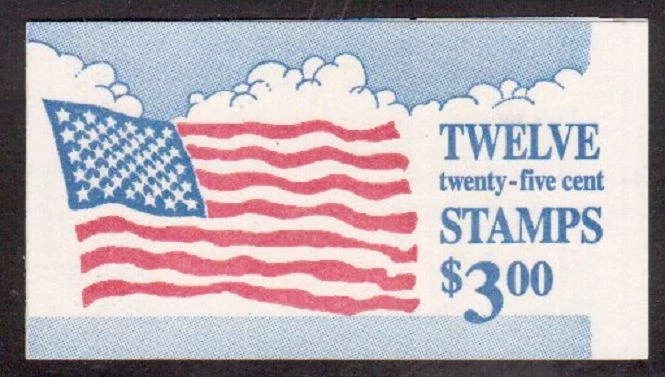 TWELVE
twenty-five cent
STAMPS
$3.00